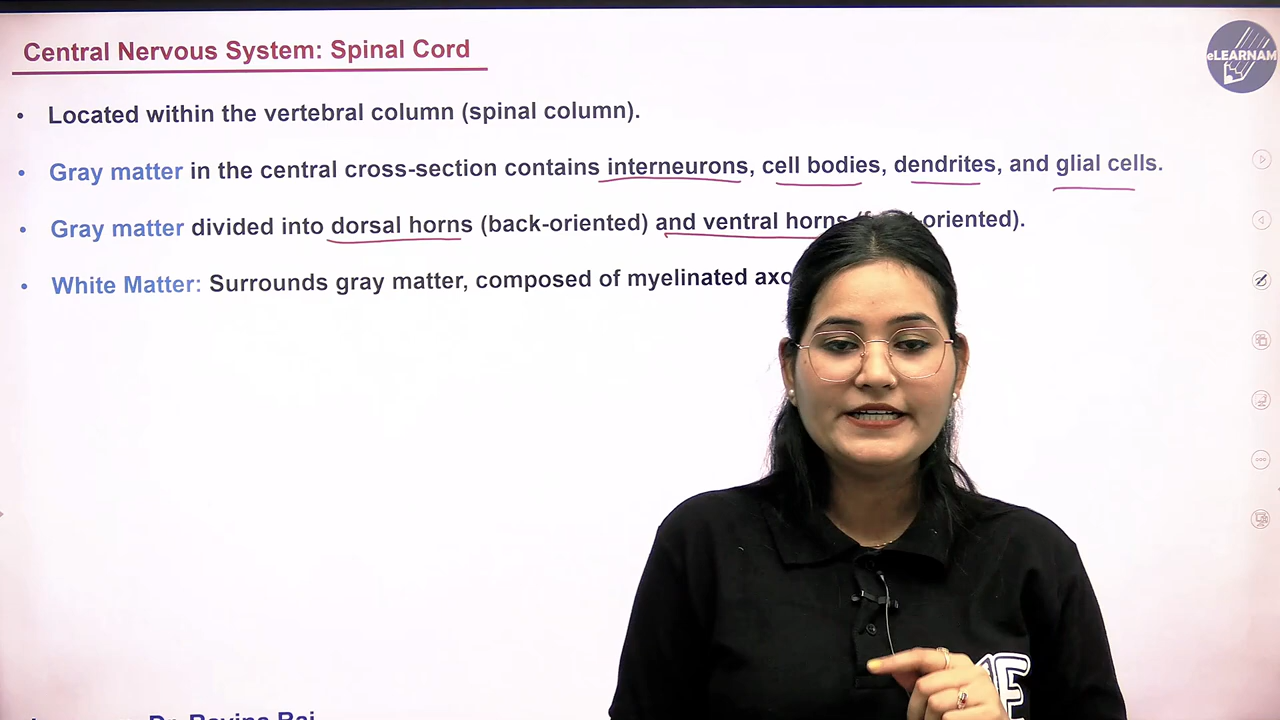 Central Nervous System: Spinal Cord
eLEARNAM
• Located within the vertebral column (spinal column).
• Gray matter in the central cross-section contains interneurons, cell bodies, dendrites, and glial cells.
• Gray matter divided into dorsal horns (back-oriented) and ventral horns oriented).
• White Matter: Surrounds gray matter, composed of myelinated